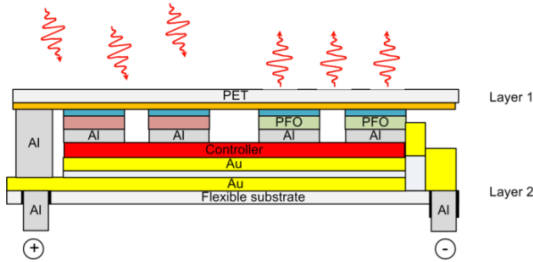 PET
Layer 1
PFO PFO
Al Al Al Al Al
Controller
Au
Au
Layer 2
Flexible substrate
Al Al
+ -